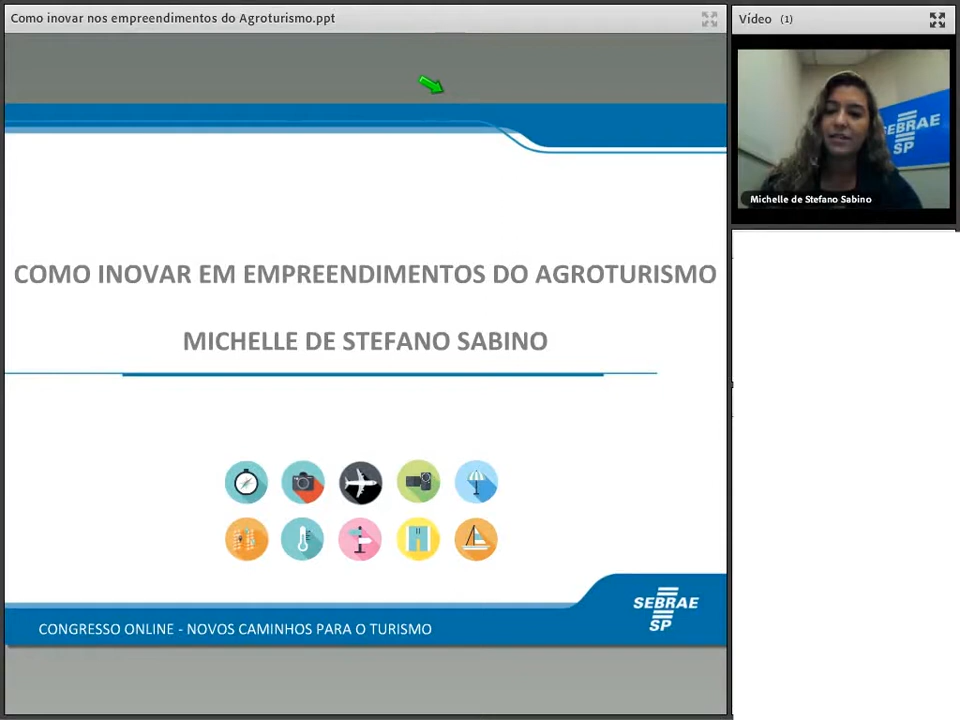 Como inovar nos empreendimentos do Agroturismo.ppt
Vídeo (1)
SEBRAE
SP
Michelle de Stefano Sabino
COMO INOVAR EM EMPREENDIMENTOS DO AGROTURISMO
MICHELLE DE STEFANO SABINO
SEBRAE
SP
CONGRESSO ONLINE - NOVOS CAMINHOS PARA O TURISMO